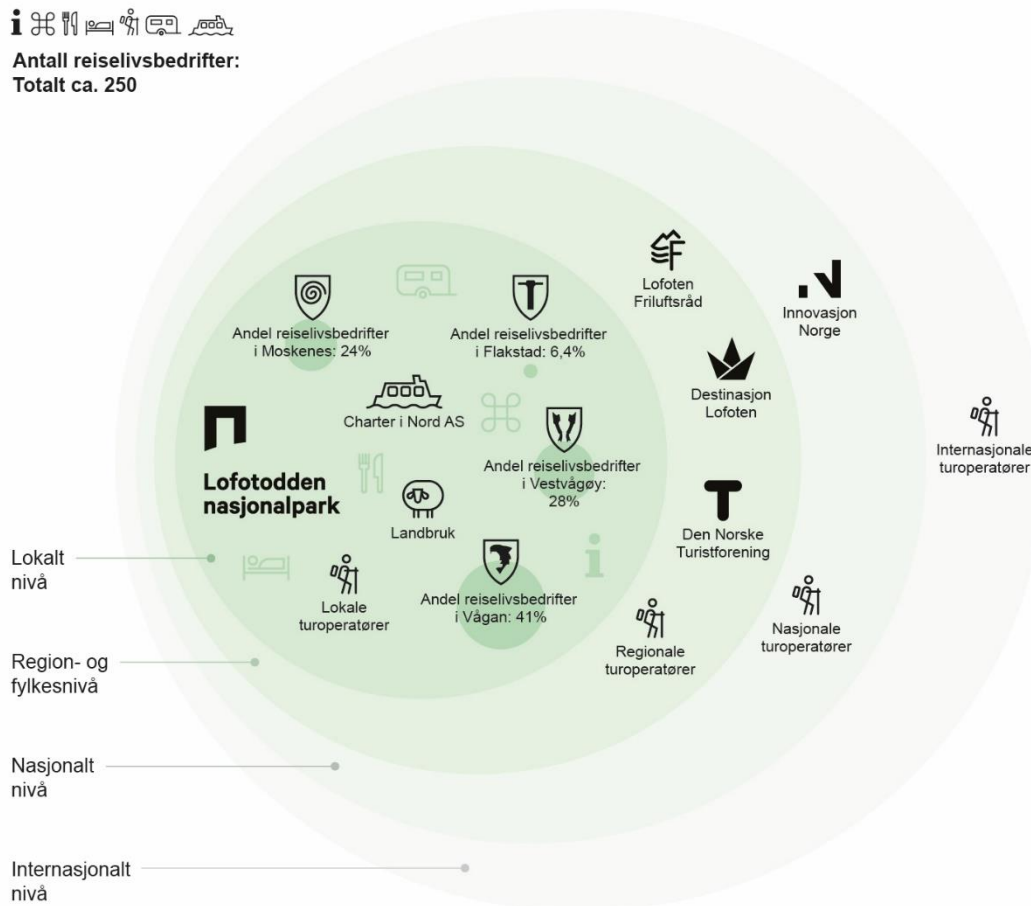 Antall reiselivsbedrifter:
Totalt ca. 250
Lofoten
Friluftsråd
Innovasjon
Norge
Andel reiselivsbedrifter
i Moskenes: 24%
Andel reiselivsbedrifter
i Flakstad: 6,4%
Destinasjon
Lofoten
Charter i Nord AS
Internasjonale
turoperatører
Andel reiselivsbedrifter
i Vestvågøy:
28%
Lofotodden
nasjonalpark
Landbruk
Den Norske
Turistforening
Lokalt
nivå
Lokale
turoperatører
Andel reiselivsbedrifter
i Vågan: 41%
Regionale
turoperatører
Nasjonale
turoperatører
Region- og
fylkesnivå
Nasjonalt
nivå
Internasjonalt
nivå